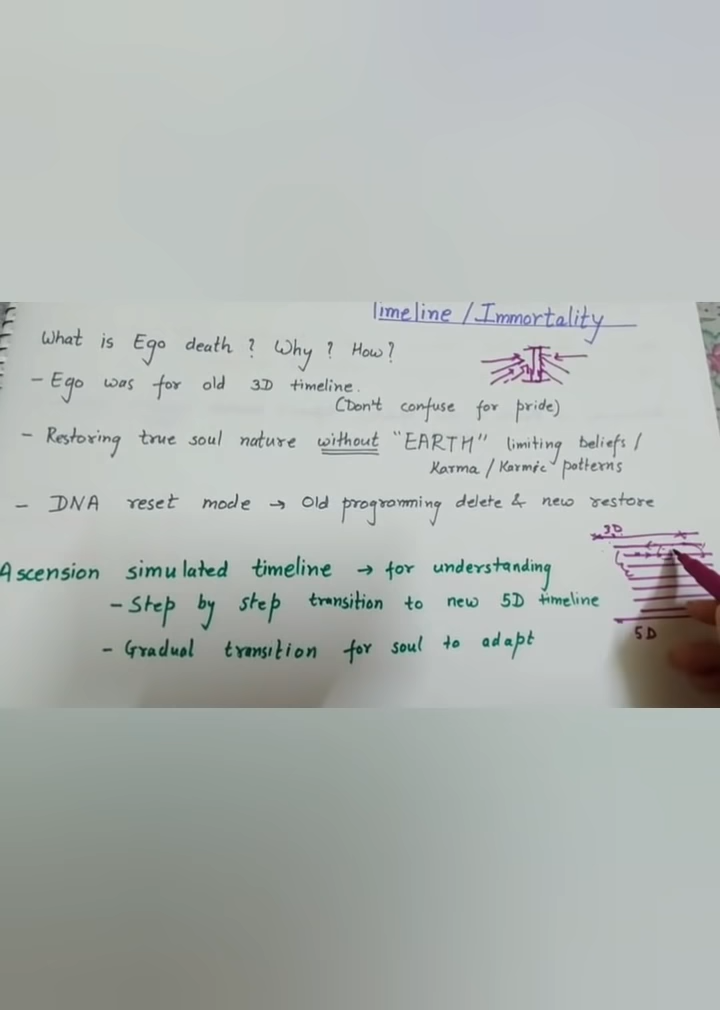 Timeline / Immortality
What is Ego death ? Why ? How ?
- Ego was for old 3D timeline.
(Don't confuse for pride)
- Restoring true soul nature without "EARTH" limiting beliefs /
Karma / Karmic patterns
- DNA reset mode → Old programming delete & new restore
3D
Ascension simulated timeline → for understanding
- Step by step transition to new 5D timeline
- Gradual transition for soul to adapt
5D